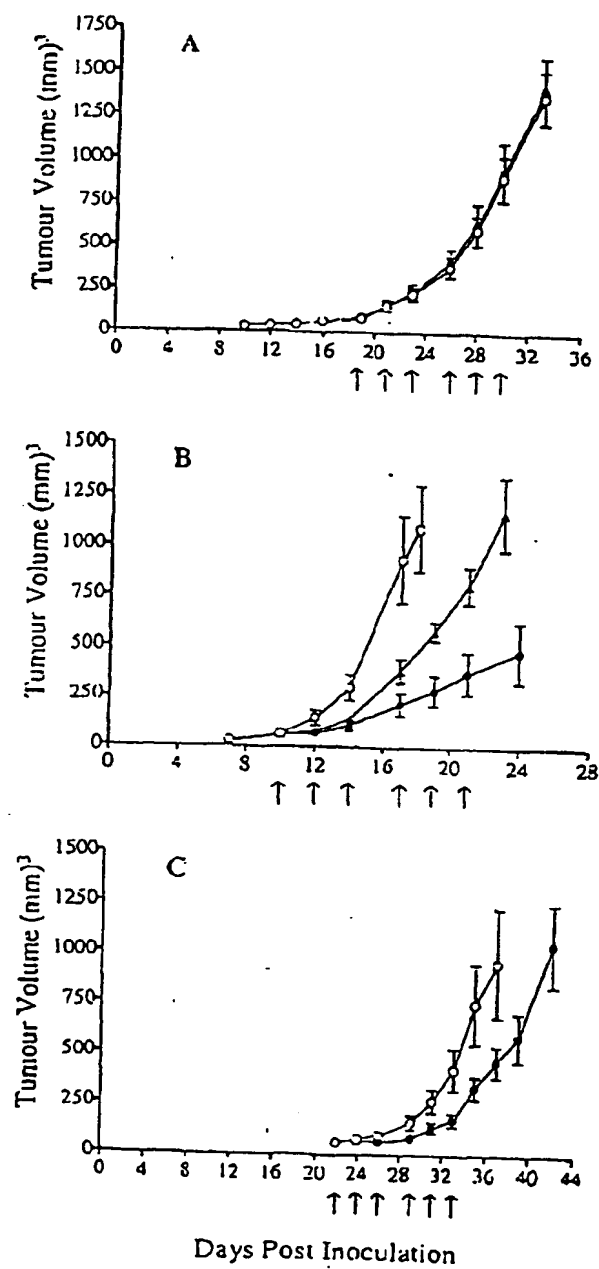 A
Tumour Volume (mm)³
1750
1500
1250
1000
750
500
250
0
0 4 8 12 16 20 24 28 32 36
↑ ↑ ↑ ↑ ↑ ↑
B
Tumour Volume (mm)³
1500
1250
1000
750
500
250
0
0 4 8 12 16 20 24 28
↑ ↑ ↑ ↑ ↑ ↑
C
Tumour Volume (mm)³
1500
1250
1000
750
500
250
0
0 4 8 12 16 20 24 28 32 36 40 44
↑ ↑ ↑ ↑ ↑ ↑
Days Post Inoculation